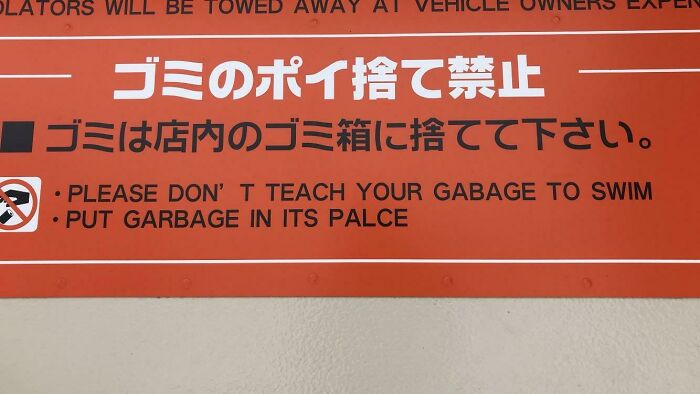 VIOLATORS WILL BE TOWED AWAY AT VEHICLE OWNERS EXPEN
ゴミのポイ捨て禁止
■ ゴミは店内のゴミ箱に捨てて下さい。
・PLEASE DON' T TEACH YOUR GABAGE TO SWIM
・PUT GARBAGE IN ITS PALCE